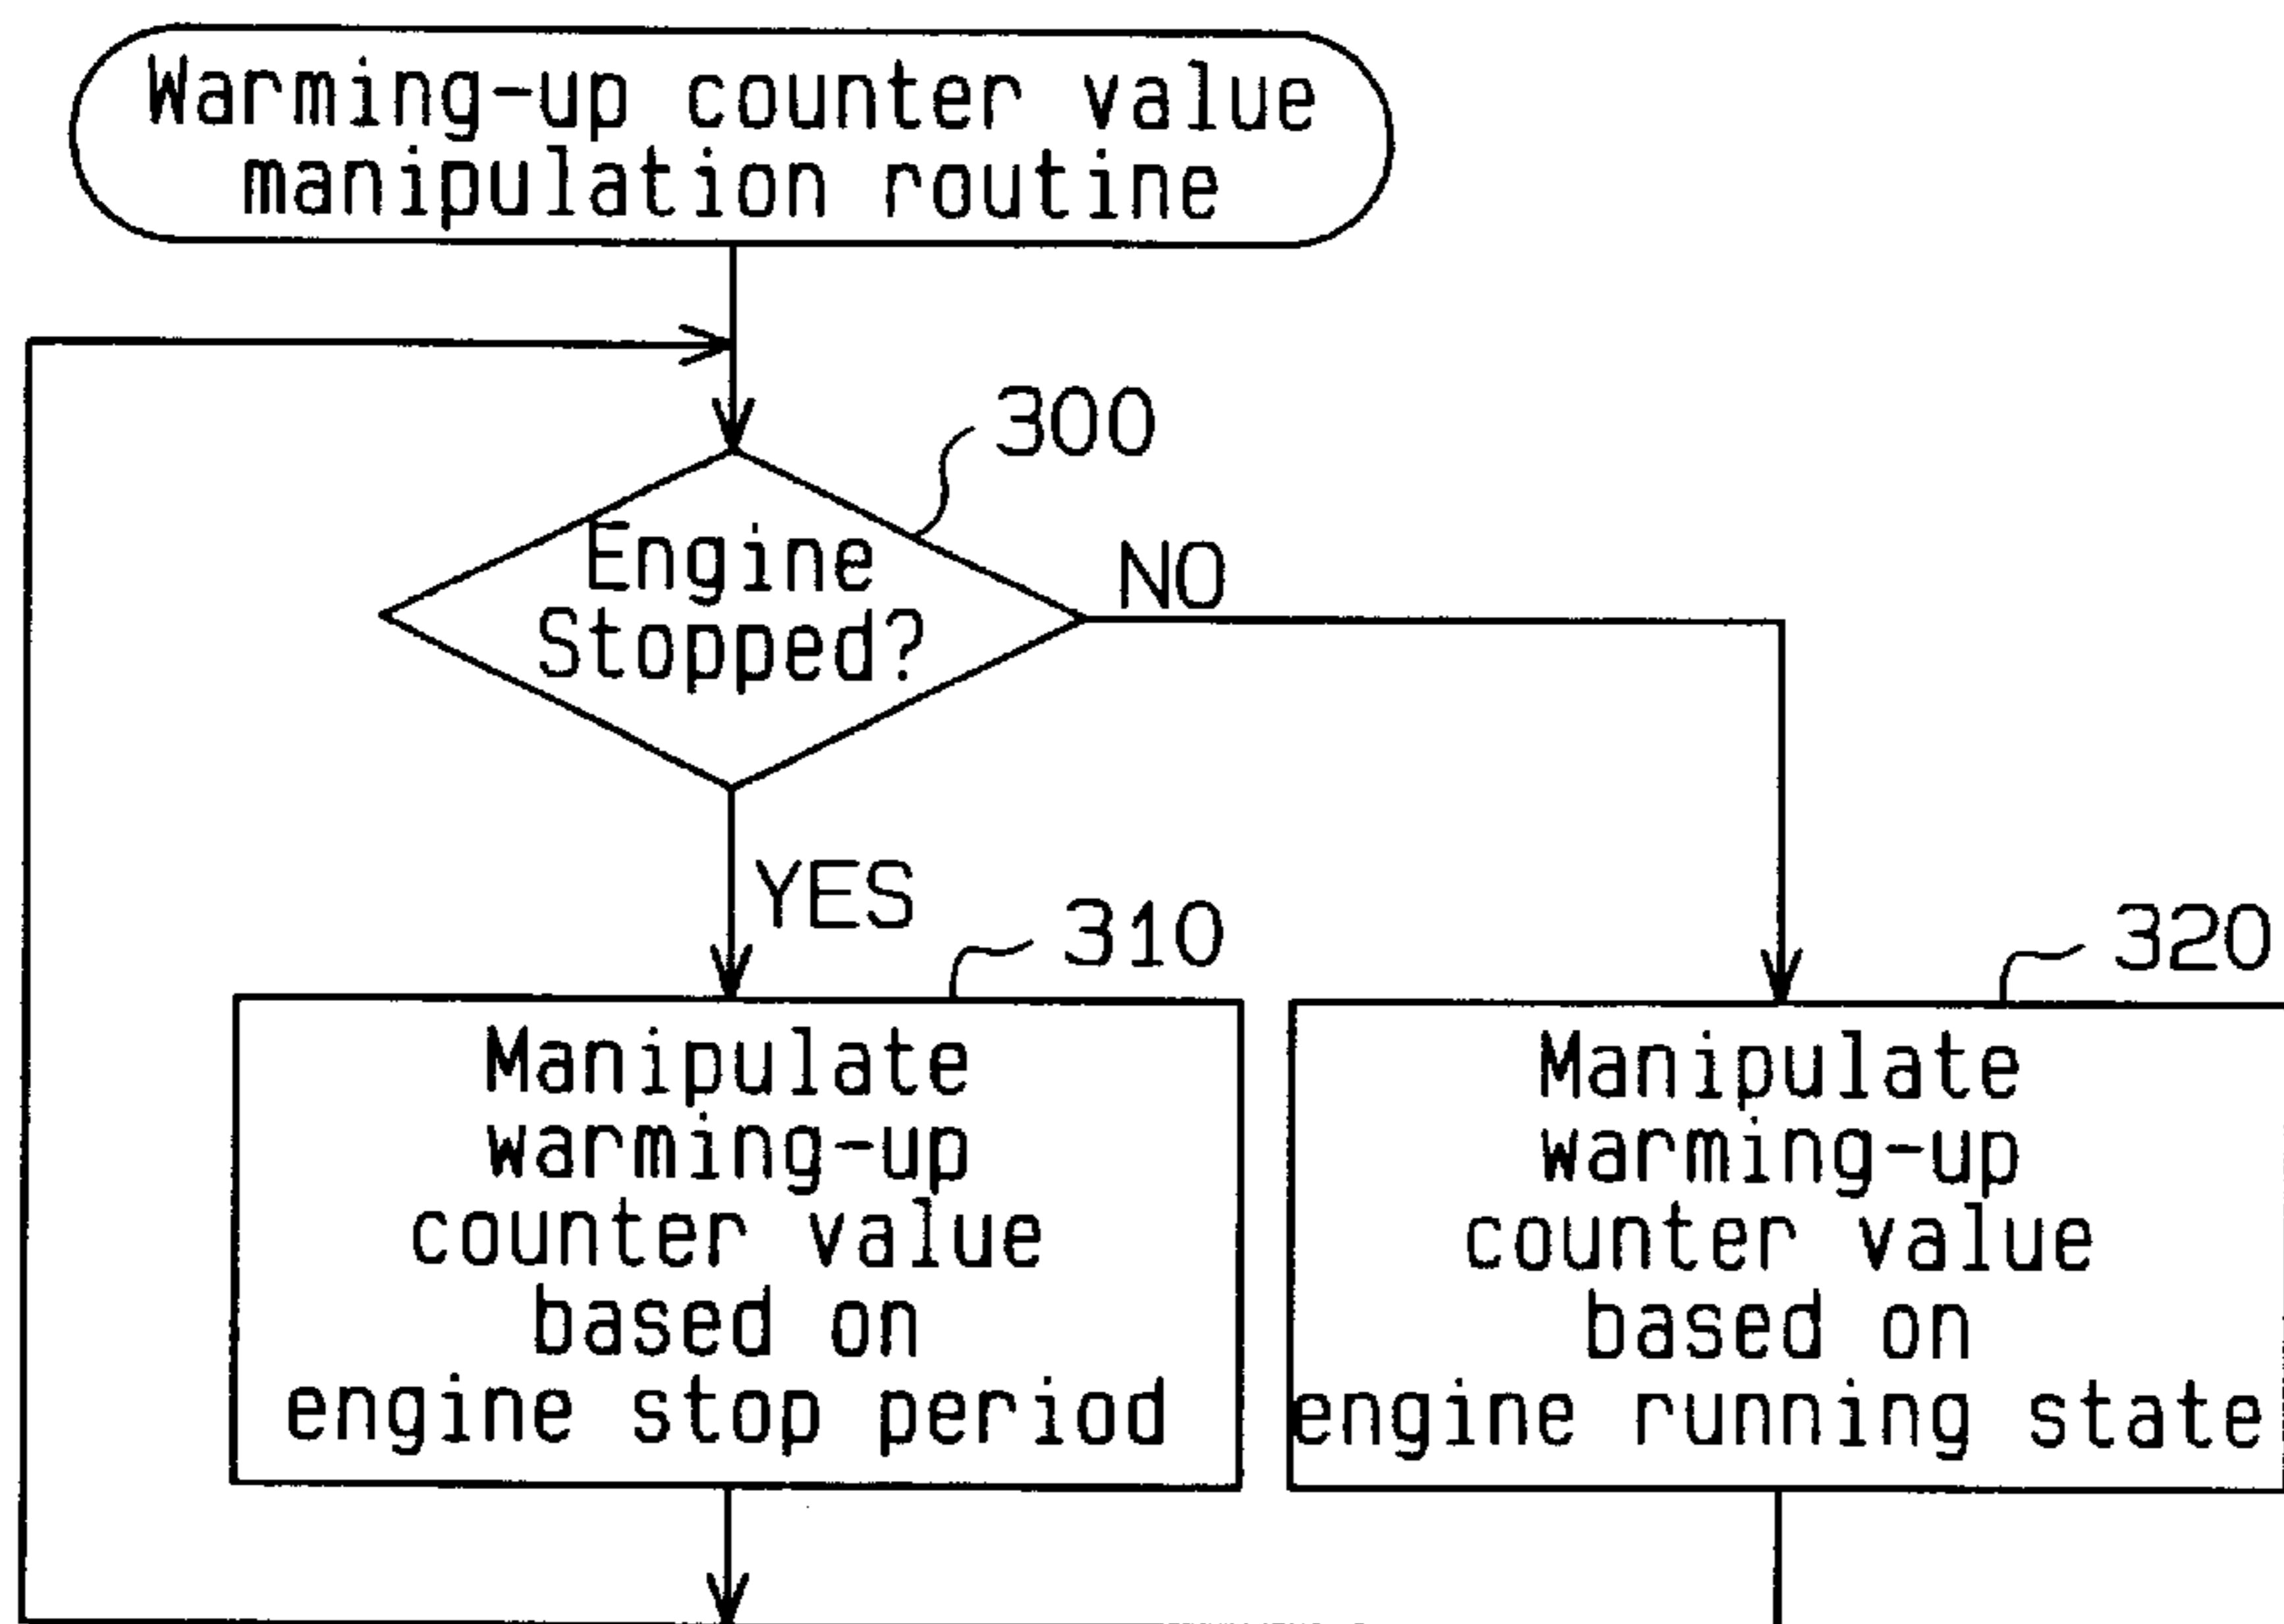 Warming-up counter value
manipulation routine
300
Engine
Stopped?
NO
YES
310
320
Manipulate
warming-up
counter value
based on
engine stop period
Manipulate
warming-up
counter value
based on
engine running state